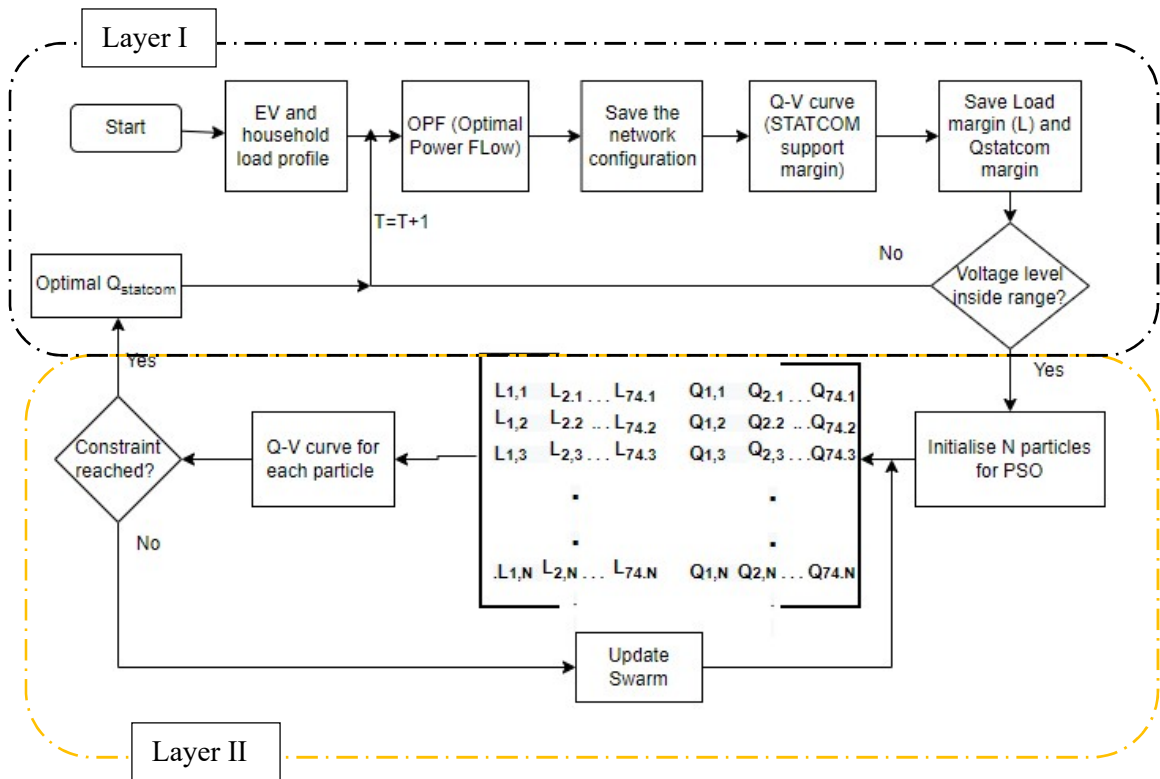 Layer I
Start
EV and
household
load profile
OPF (Optimal
Power FLow)
Save the
network
configuration
Q-V curve
(STATCOM
support
margin)
Save Load
margin (L) and
Qstatcom
margin
T=T+1
No
Voltage level
inside range?
Optimal Qstatcom
Yes
Yes
L1,1 L2.1 ... L74.1 Q1,1 Q2.1 ... Q74.1
L1,2 L2.2 ... L74.2 Q1,2 Q2.2 ... Q74.2
L1,3 L2,3 ... L74.3 Q1,3 Q2,3 ... Q74.3
.L1,N L2,N ... L74.N Q1,N Q2,N ... Q74.N
Constraint
reached?
Q-V curve for
each particle
Initialise N particles
for PSO
No
Update
Swarm
Layer II